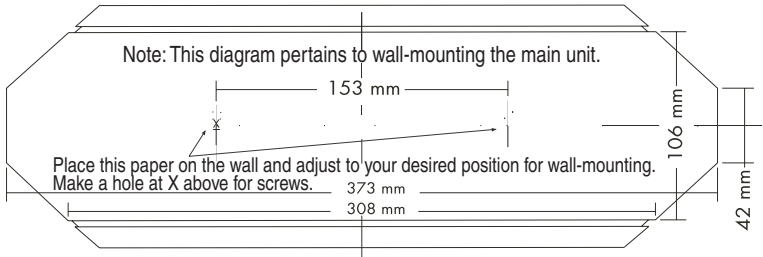 Note: This diagram pertains to wall-mounting the main unit.
153 mm
X
Place this paper on the wall and adjust to your desired position for wall-mounting.
Make a hole at X above for screws.
373 mm
308 mm
106 mm
42 mm